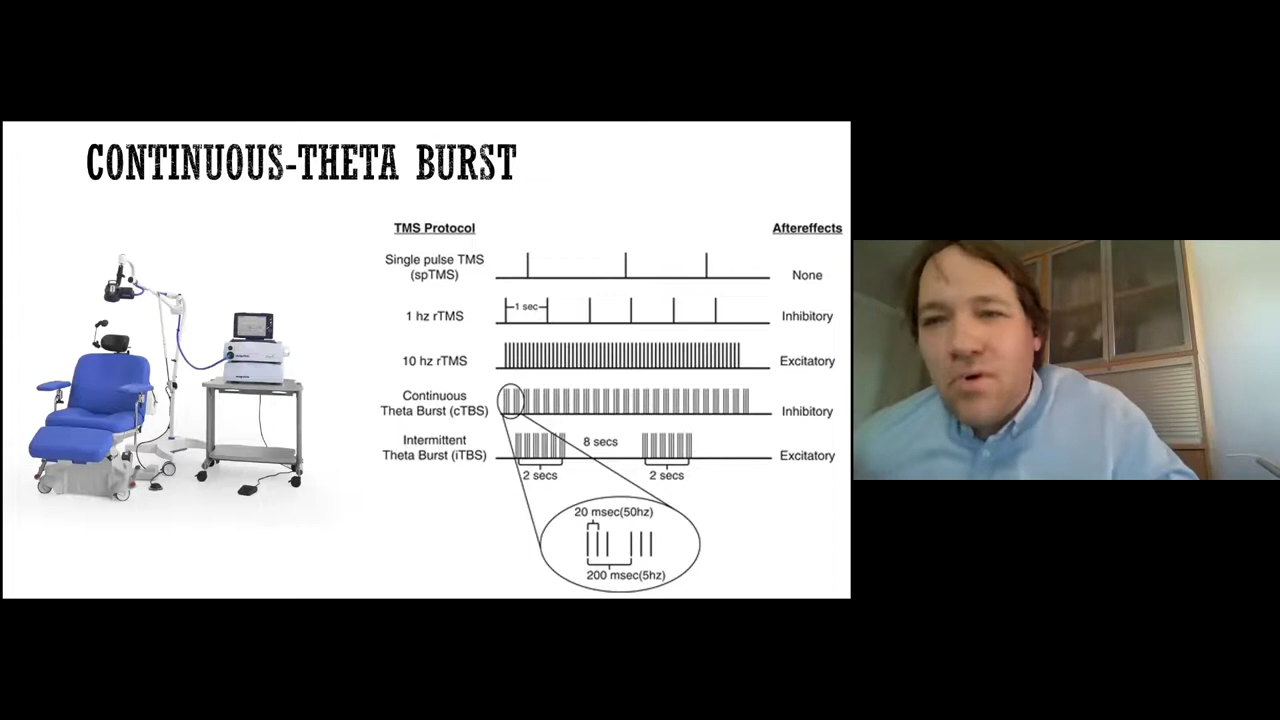 CONTINUOUS-THETA BURST
TMS Protocol
Aftereffects
Single pulse TMS
(spTMS)
None
1 sec
1 hz rTMS
Inhibitory
10 hz rTMS
Excitatory
Continuous
Theta Burst (cTBS)
Inhibitory
Intermittent
Theta Burst (iTBS)
8 secs
Excitatory
2 secs
2 secs
20 msec(50hz)
200 msec(5hz)